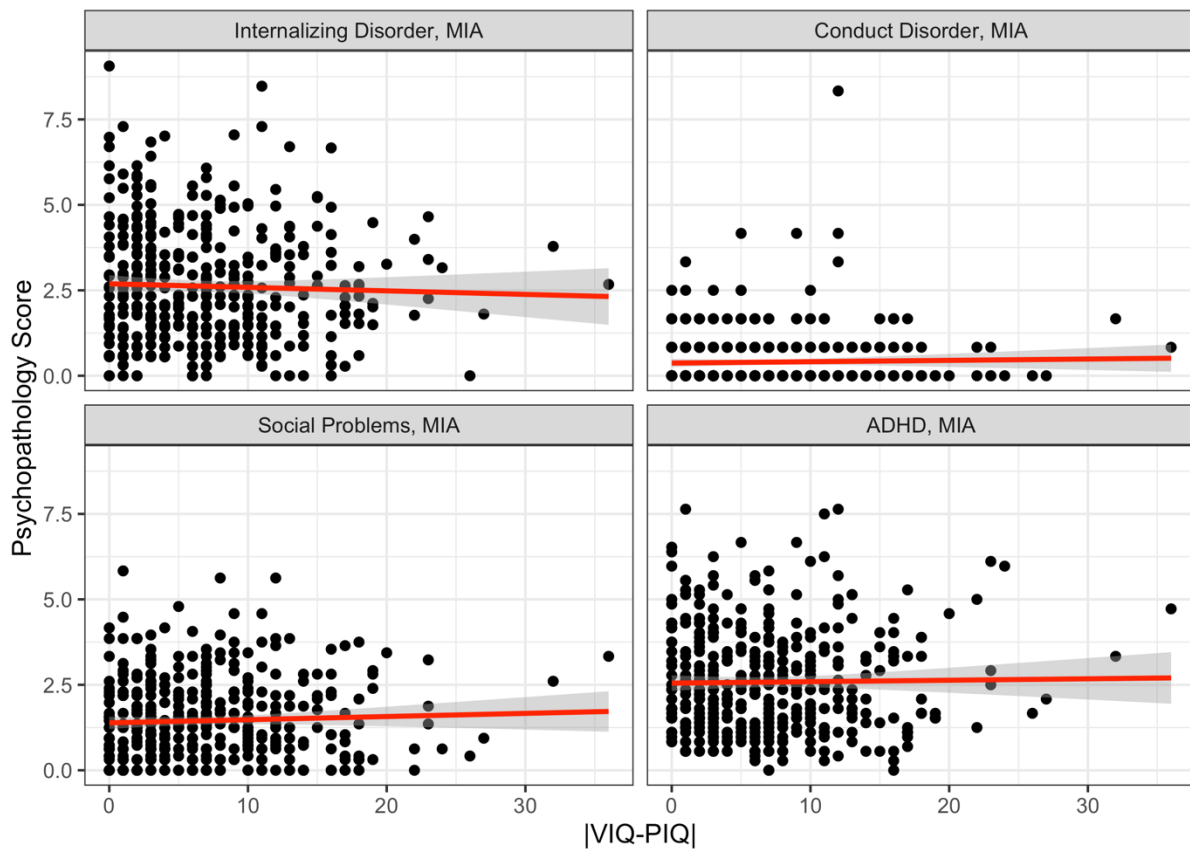 Internalizing Disorder, MIA
Conduct Disorder, MIA
7.5
5.0
2.5
0.0
Social Problems, MIA
ADHD, MIA
7.5
5.0
2.5
0.0
0
10
20
30
0
10
20
30
Psychopathology Score
|VIQ-PIQ|